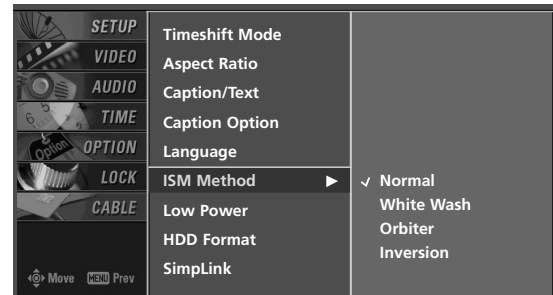 SETUP
VIDEO
AUDIO
TIME
OPTION
LOCK
CABLE
Move MENU Prev
Timeshift Mode
Aspect Ratio
Caption/Text
Caption Option
Language
ISM Method ▶
Low Power
HDD Format
SimpLink
✓ Normal
White Wash
Orbiter
Inversion